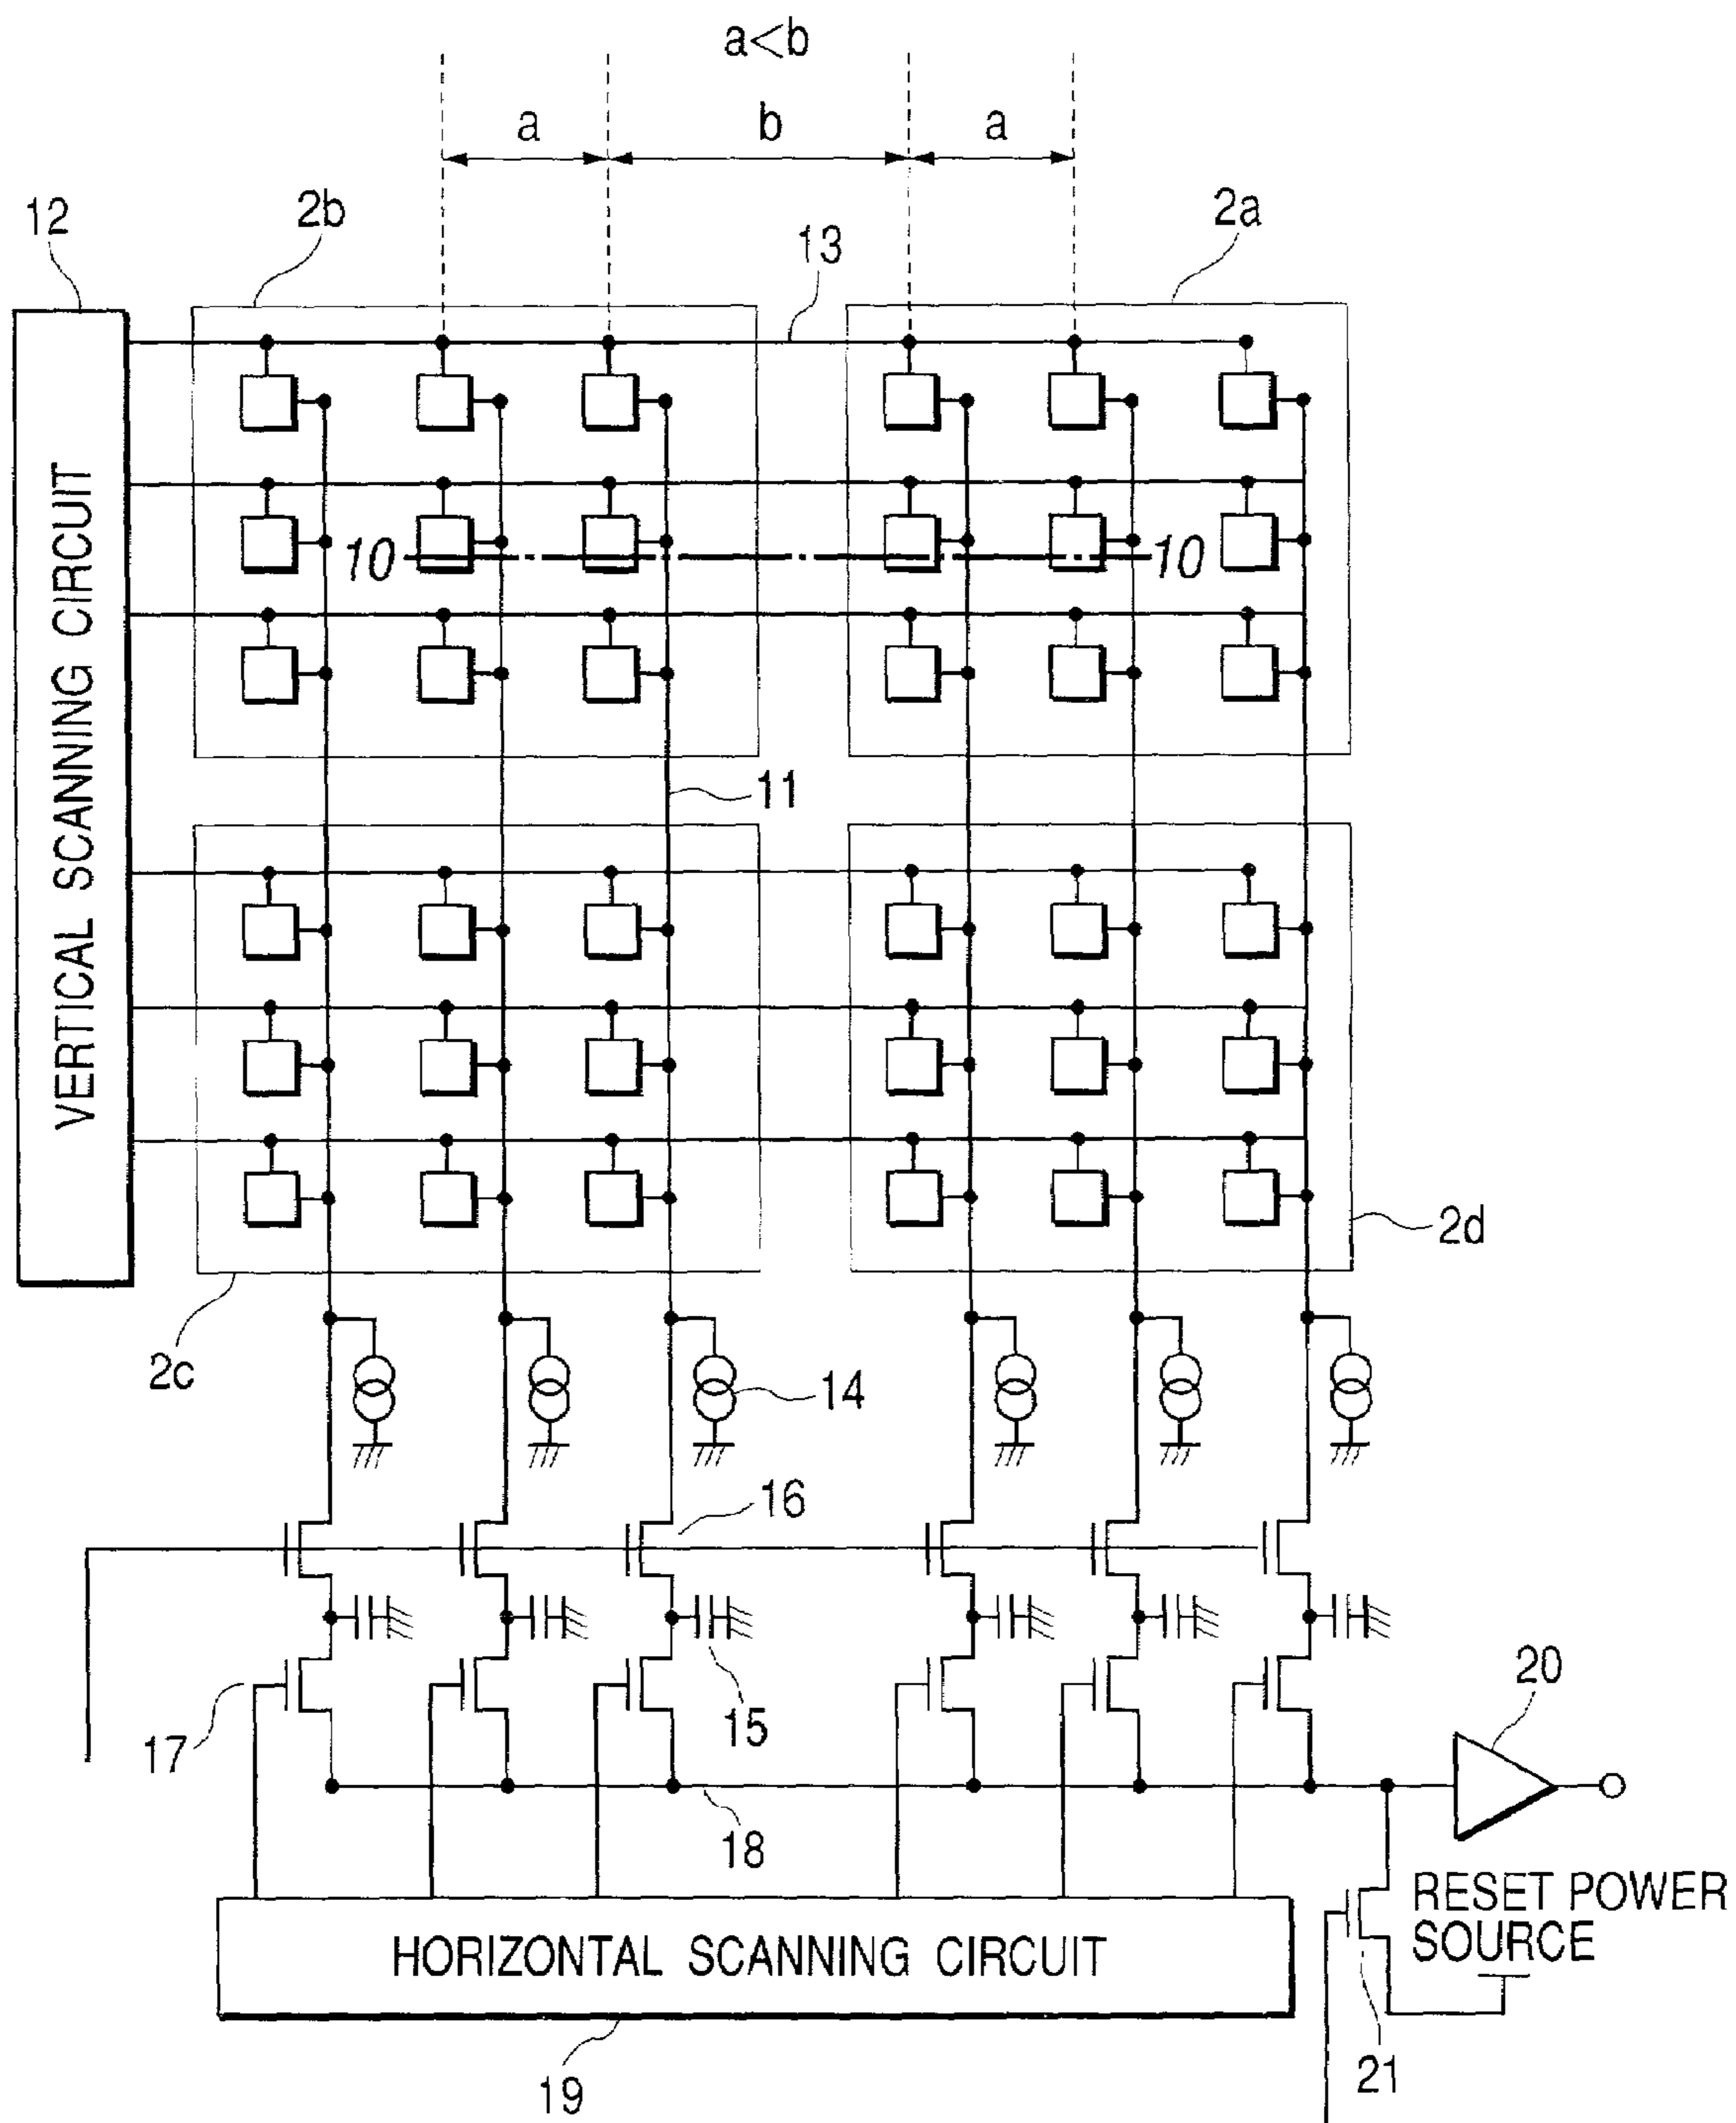 a<b
a
b
a
12
2b
13
2a
VERTICAL SCANNING CIRCUIT
10
10
11
2d
2c
14
16
17
15
20
18
RESET POWER
SOURCE
HORIZONTAL SCANNING CIRCUIT
21
19